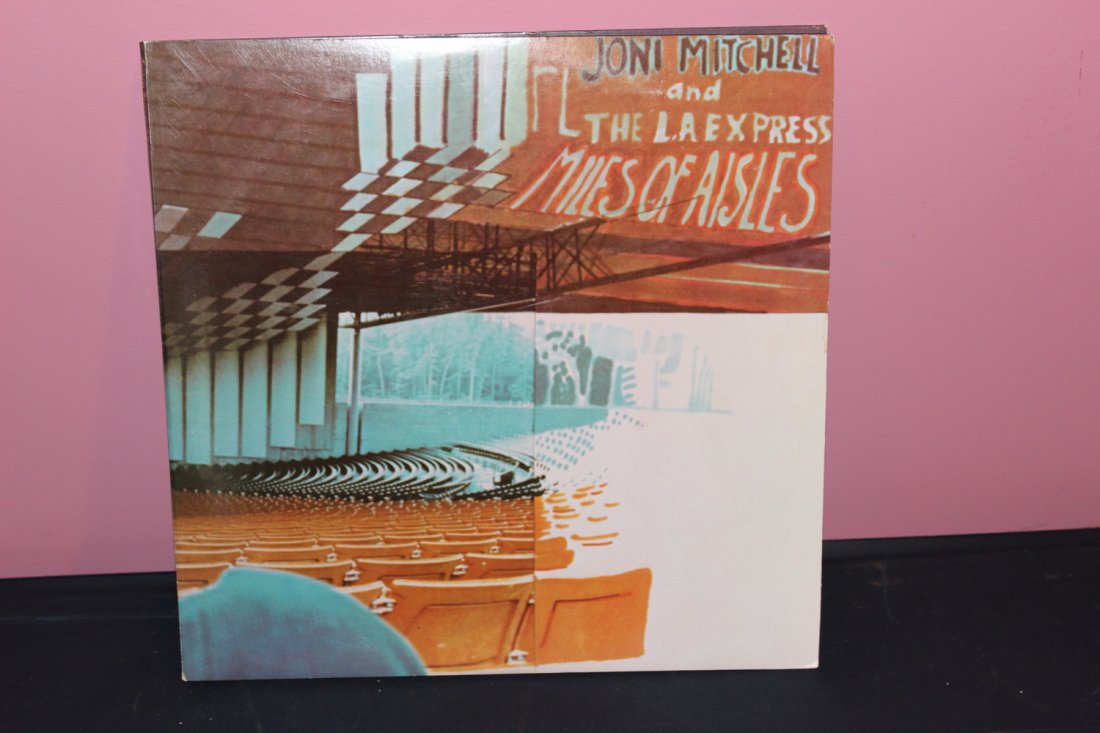 JONI MITCHELL
and
THE L.A EXPRESS
MILES OF AISLES